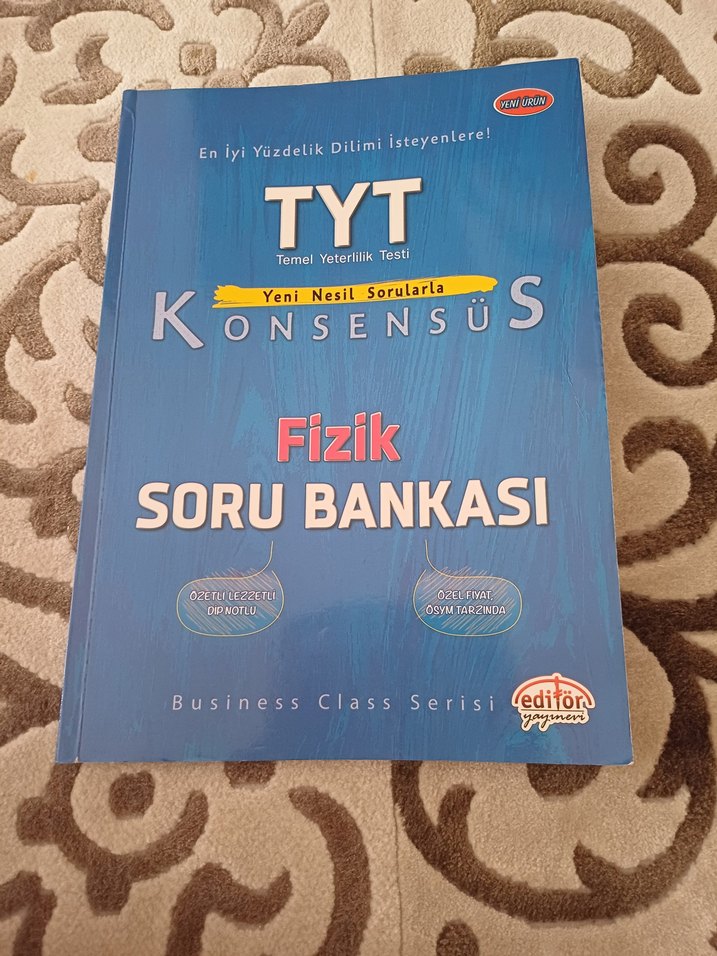 YENİ ÜRÜN
En İyi Yüzdelik Dilimi İsteyenlere!
TYT
Temel Yeterlilik Testi
Yeni Nesil Sorularla
KONSENSÜS
Fizik
SORU BANKASI
ÖZETLİ, LEZZETLİ
DİP NOTLU
ÖZEL FİYAT,
ÖSYM TARZINDA
Business Class Serisi
editör
yayınevi